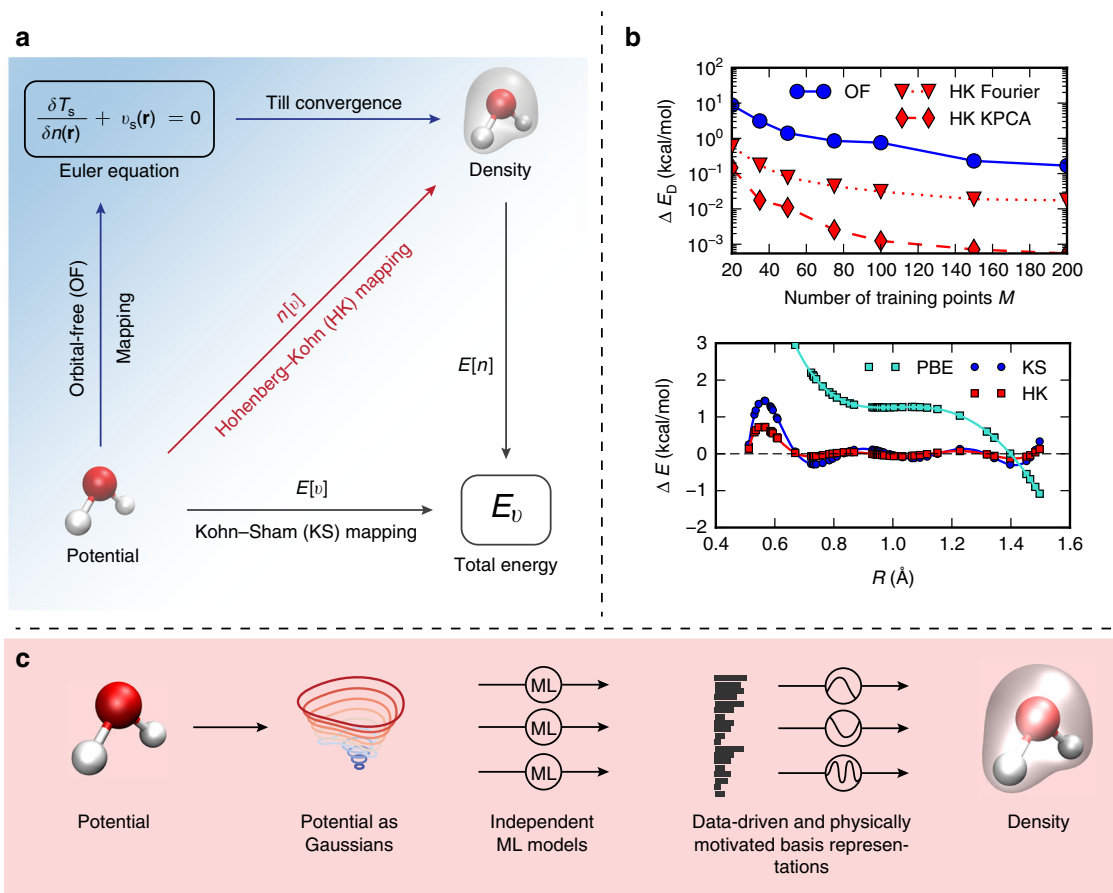 a
δT
s
δn(r)
+ υs(r) = 0
Euler equation
Till convergence
Density
Orbital-free (OF)
Mapping
n[υ]
Hohenberg–Kohn (HK) mapping
E[n]
E[υ]
Kohn–Sham (KS) mapping
Potential
Eυ
Total energy
b
OF
HK Fourier
HK KPCA
10²
10¹
10⁰
10⁻¹
10⁻²
10⁻³
Δ E_D (kcal/mol)
20 40 60 80 100 120 140 160 180 200
Number of training points M
PBE
KS
HK
3
2
1
0
−1
−2
Δ E (kcal/mol)
0.4 0.6 0.8 1.0 1.2 1.4 1.6
R (Å)
c
ML
ML
ML
Potential
Potential as
Gaussians
Independent
ML models
Data-driven and physically
motivated basis represen-
tations
Density